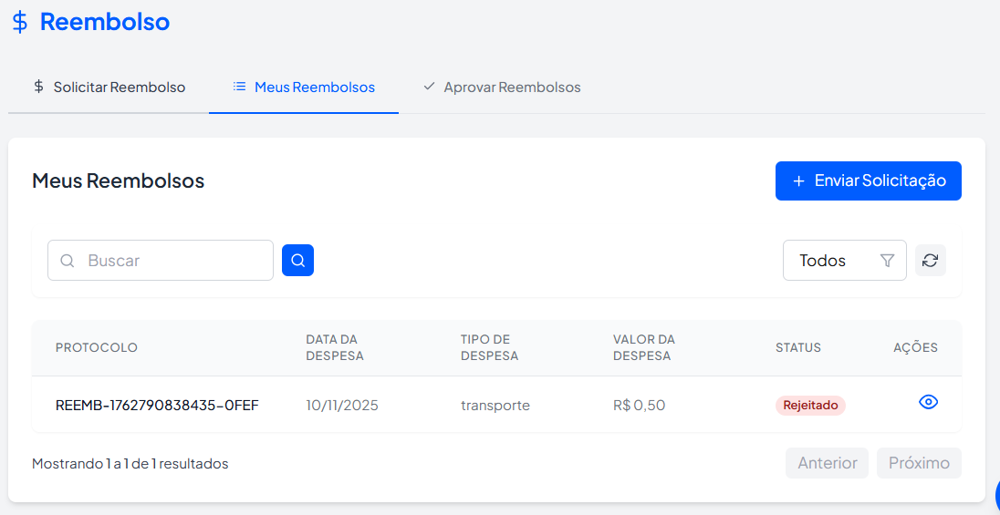 $ Reembolso
$ Solicitar Reembolso
Meus Reembolsos
Aprovar Reembolsos
Meus Reembolsos
+ Enviar Solicitação
Buscar
Todos
PROTOCOLO
DATA DA
DESPESA
TIPO DE
DESPESA
VALOR DA
DESPESA
STATUS
AÇÕES
REEMB-1762790838435-0FEF
10/11/2025
transporte
R$ 0,50
Rejeitado
Mostrando 1 a 1 de 1 resultados
Anterior
Próximo